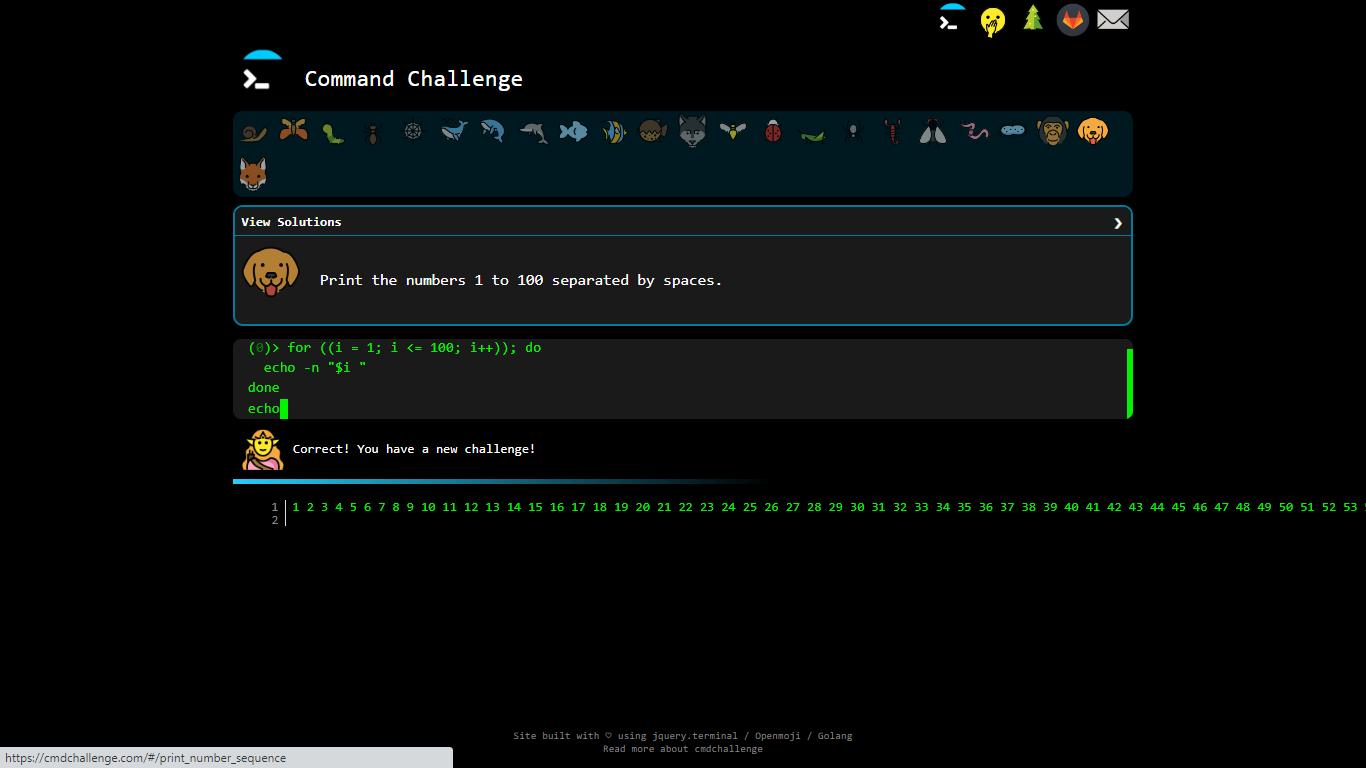 Command Challenge
View Solutions
Print the numbers 1 to 100 separated by spaces.
(0)> for ((i = 1; i <= 100; i++)); do
echo -n "$i "
done
echo
Correct! You have a new challenge!
1 1 2 3 4 5 6 7 8 9 10 11 12 13 14 15 16 17 18 19 20 21 22 23 24 25 26 27 28 29 30 31 32 33 34 35 36 37 38 39 40 41 42 43 44 45 46 47 48 49 50 51 52 53
2
Site built with ♡ using jquery.terminal / Openmoji / Golang
Read more about cmdchallenge
https://cmdchallenge.com/#/print_number_sequence